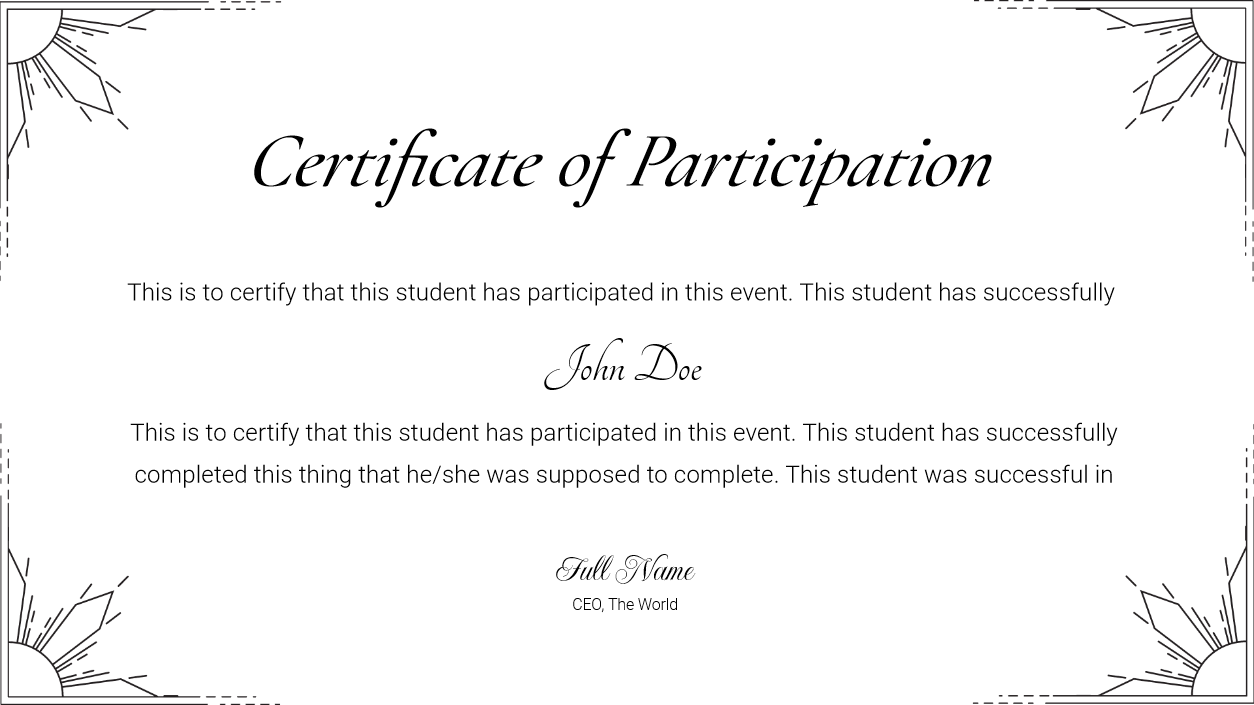 Certificate of Participation
This is to certify that this student has participated in this event. This student has successfully
John Doe
This is to certify that this student has participated in this event. This student has successfully
completed this thing that he/she was supposed to complete. This student was successful in
Full Name
CEO, The World